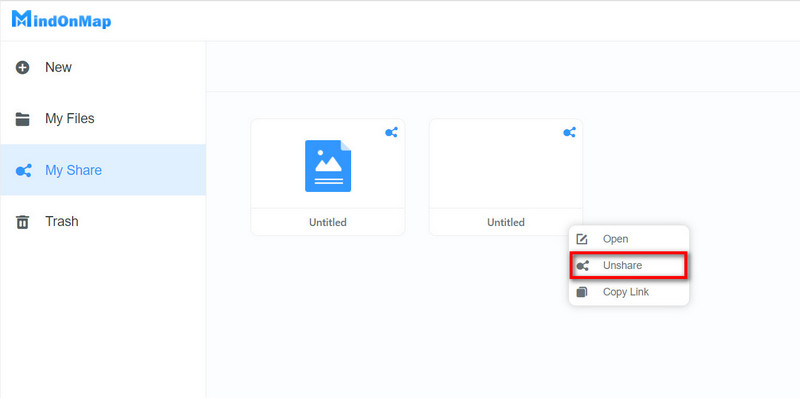 MindOnMap
New
My Files
My Share
Trash
Untitled
Untitled
Open
Unshare
Copy Link